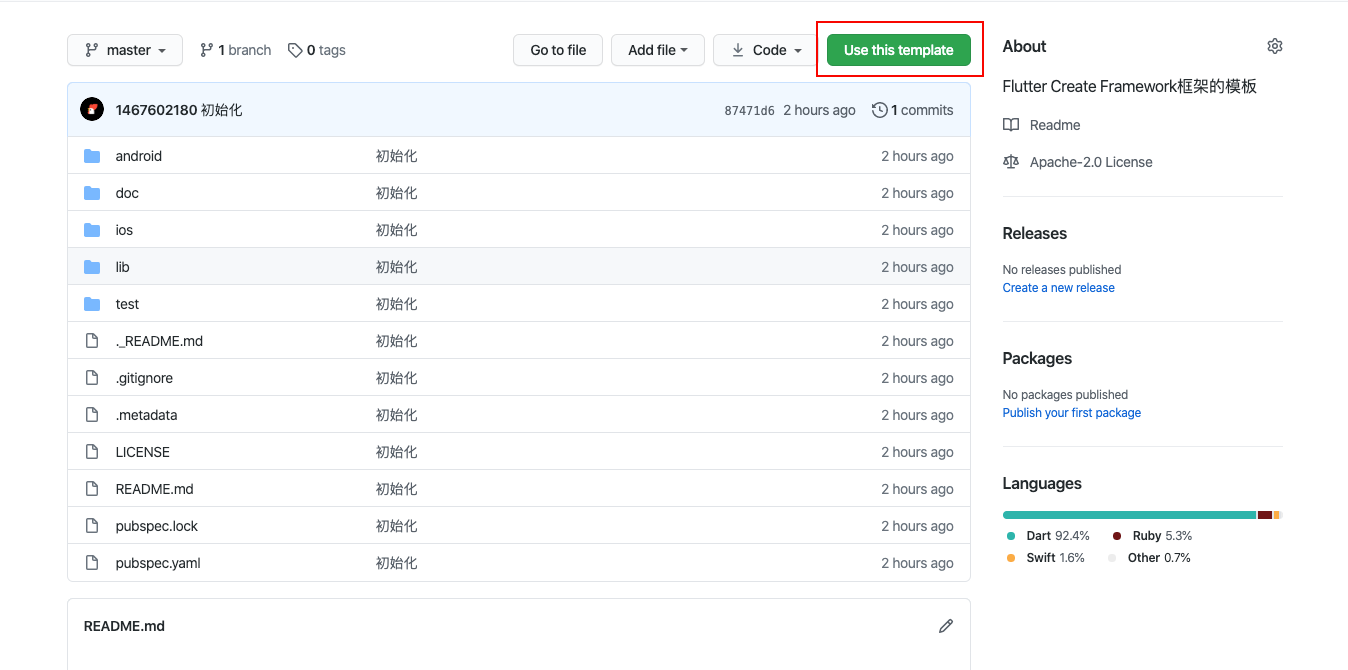 master 1 branch 0 tags Go to file Add file Code Use this template
1467602180 初始化 87471d6 2 hours ago 1 commits
android 初始化 2 hours ago
doc 初始化 2 hours ago
ios 初始化 2 hours ago
lib 初始化 2 hours ago
test 初始化 2 hours ago
._README.md 初始化 2 hours ago
.gitignore 初始化 2 hours ago
.metadata 初始化 2 hours ago
LICENSE 初始化 2 hours ago
README.md 初始化 2 hours ago
pubspec.lock 初始化 2 hours ago
pubspec.yaml 初始化 2 hours ago
README.md
About
Flutter Create Framework框架的模板
Readme
Apache-2.0 License
Releases
No releases published
Create a new release
Packages
No packages published
Publish your first package
Languages
Dart 92.4% Ruby 5.3%
Swift 1.6% Other 0.7%